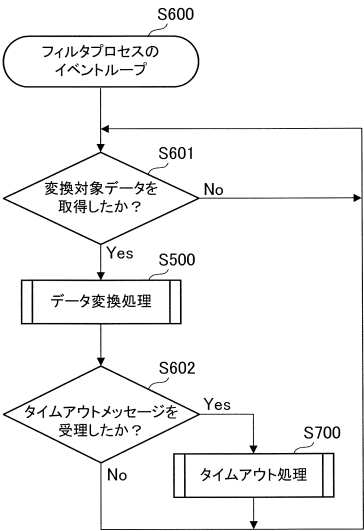 S600
フィルタプロセスの
イベントループ
S601
変換対象データを
取得したか？
No
Yes
S500
データ変換処理
S602
タイムアウトメッセージを
受理したか？
Yes
No
S700
タイムアウト処理